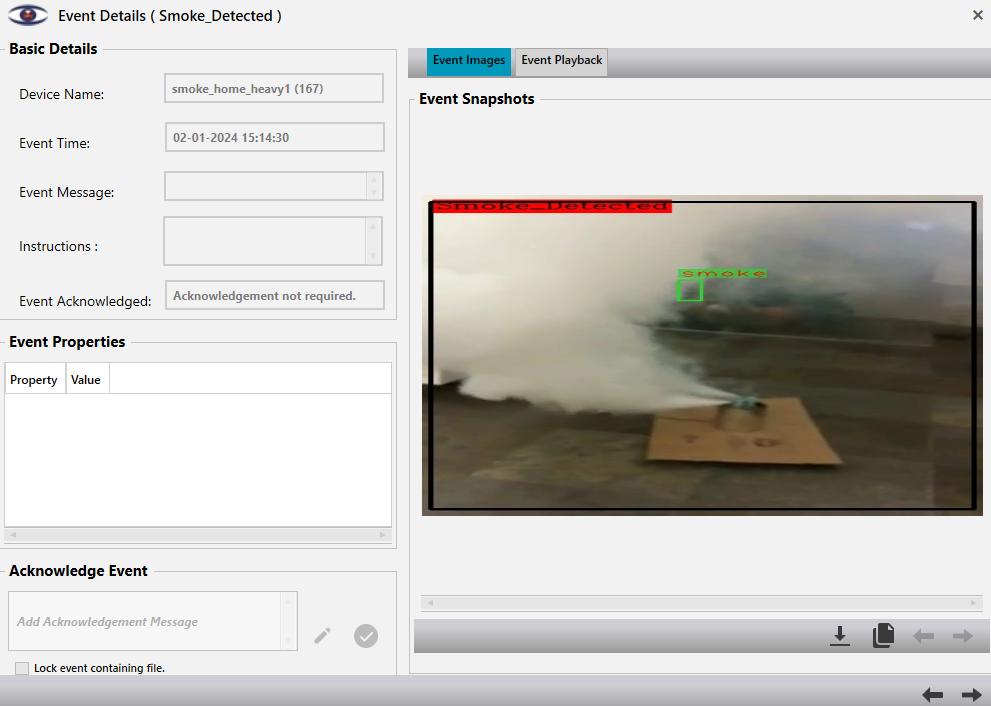 Event Details ( Smoke_Detected )
Basic Details
Device Name:
smoke_home_heavy1 (167)
Event Time:
02-01-2024 15:14:30
Event Message:
Instructions :
Event Acknowledged:
Acknowledgement not required.
Event Properties
Property
Value
Acknowledge Event
Add Acknowledgement Message
Lock event containing file.
Event Images
Event Playback
Event Snapshots
Smoke_Detected
smoke